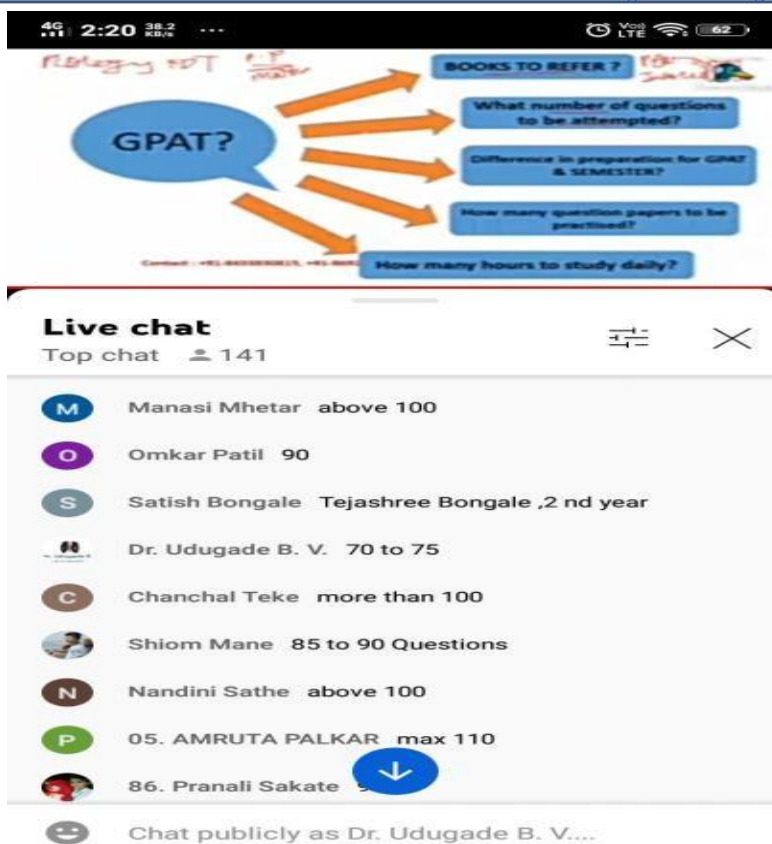 4G 2:20 38.2 KB/s ... Vo)) LTE 62
BOOKS TO REFER ?
GPAT?
What number of questions
to be attempted?
Difference in preparation for GPAT
& SEMESTER?
How many question papers to be
practised?
How many hours to study daily?
Live chat
Top chat 141
M Manasi Mhetar above 100
O Omkar Patil 90
S Satish Bongale Tejashree Bongale ,2 nd year
Dr. Udugade B. V. 70 to 75
C Chanchal Teke more than 100
Shiom Mane 85 to 90 Questions
N Nandini Sathe above 100
P 05. AMRUTA PALKAR max 110
86. Pranali Sakate
Chat publicly as Dr. Udugade B. V....